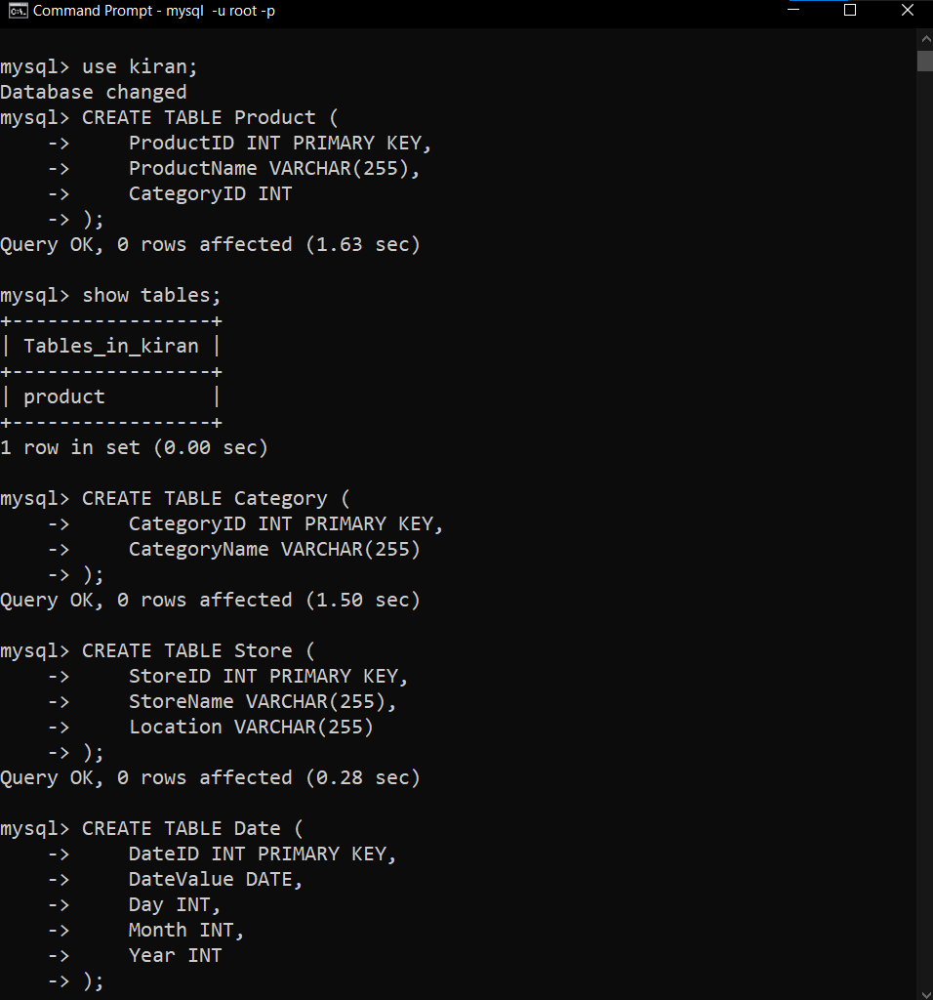 Command Prompt - mysql  -u root -p
mysql> use kiran;
Database changed
mysql> CREATE TABLE Product (
    ->     ProductID INT PRIMARY KEY,
    ->     ProductName VARCHAR(255),
    ->     CategoryID INT
    -> );
Query OK, 0 rows affected (1.63 sec)

mysql> show tables;
+-----------------+
| Tables_in_kiran |
+-----------------+
| product         |
+-----------------+
1 row in set (0.00 sec)

mysql> CREATE TABLE Category (
    ->     CategoryID INT PRIMARY KEY,
    ->     CategoryName VARCHAR(255)
    -> );
Query OK, 0 rows affected (1.50 sec)

mysql> CREATE TABLE Store (
    ->     StoreID INT PRIMARY KEY,
    ->     StoreName VARCHAR(255),
    ->     Location VARCHAR(255)
    -> );
Query OK, 0 rows affected (0.28 sec)

mysql> CREATE TABLE Date (
    ->     DateID INT PRIMARY KEY,
    ->     DateValue DATE,
    ->     Day INT,
    ->     Month INT,
    ->     Year INT
    -> );